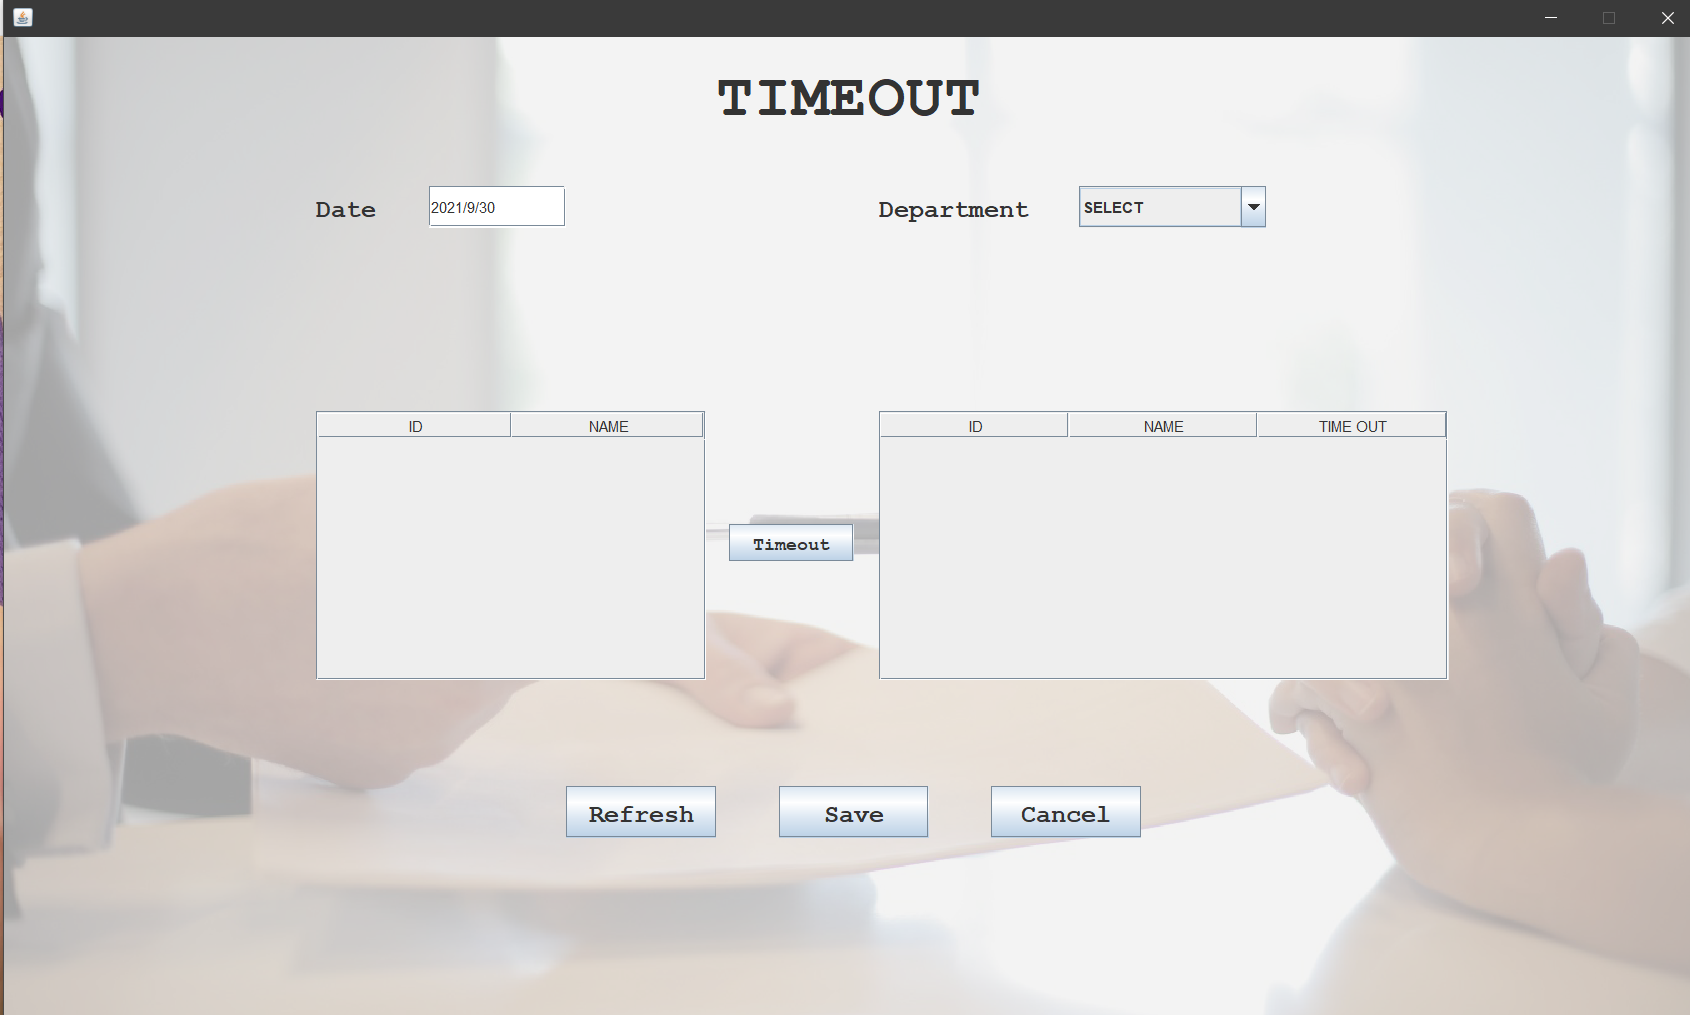 TIMEOUT
Date 2021/9/30 Department SELECT
ID NAME ID NAME TIME OUT
Timeout
Refresh Save Cancel